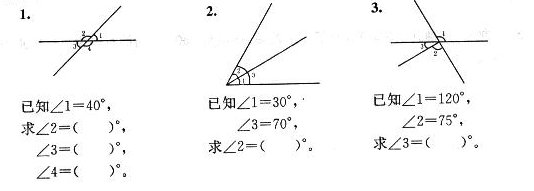 1.
2
1
3
4
已知∠1=40°，
求∠2=(　　)°，
∠3=(　　)°，
∠4=(　　)°。
2.
2
3
1
已知∠1=30°，
∠3=70°，
求∠2=(　　)°。
3.
1
3
2
已知∠1=120°，
∠2=75°，
求∠3=(　　)°。